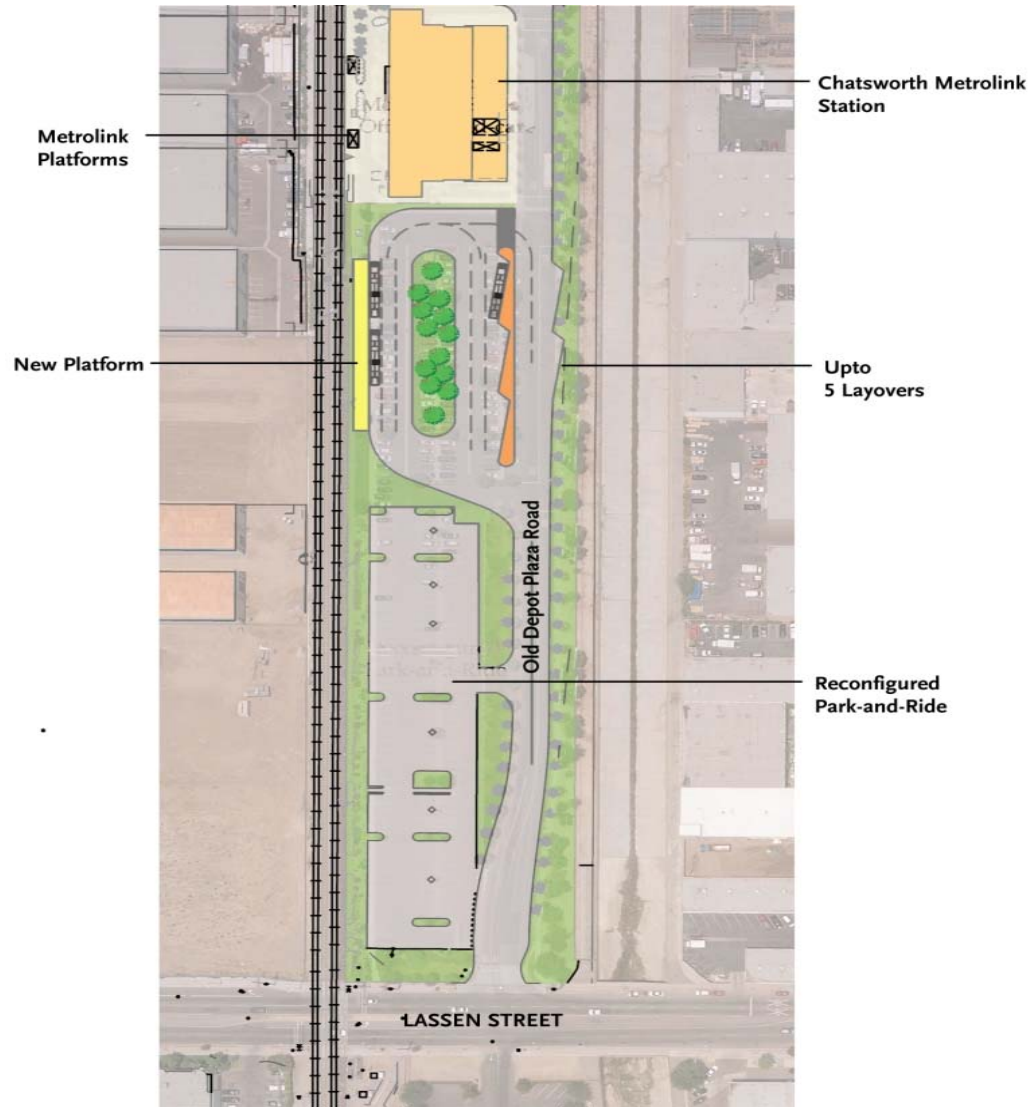 Chatsworth Metrolink
Station
Metrolink
Platforms
New Platform
Upto
5 Layovers
Old Depot Plaza Road
Reconfigured
Park-and-Ride
LASSEN STREET